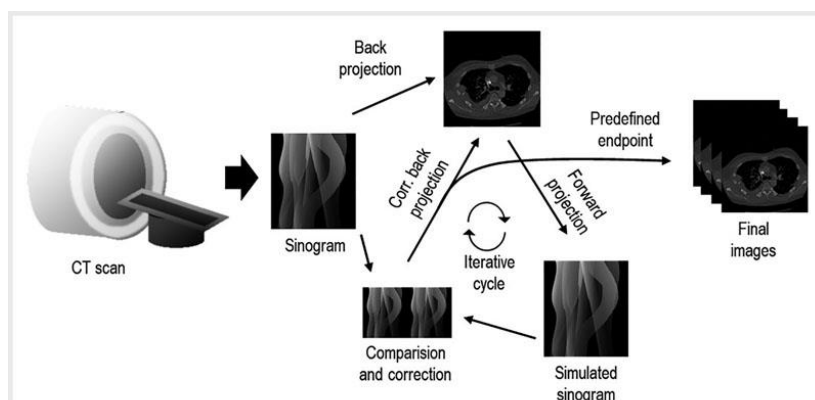 Back
projection
Predefined
endpoint
Corr. back
projection
Forward
projection
Sinogram
CT scan
Iterative
cycle
Final
images
Comparision
and correction
Simulated
sinogram